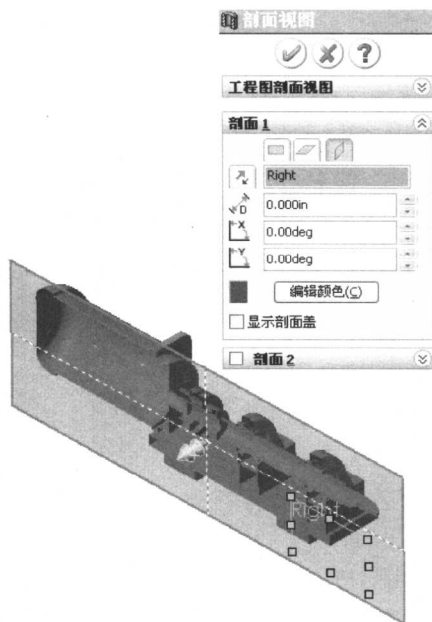 剖面视图
?
工程图剖面视图
剖面 1
Right
D
0.000in
X
0.00deg
Y
0.00deg
编辑颜色(C)
显示剖面盖
剖面 2
Right